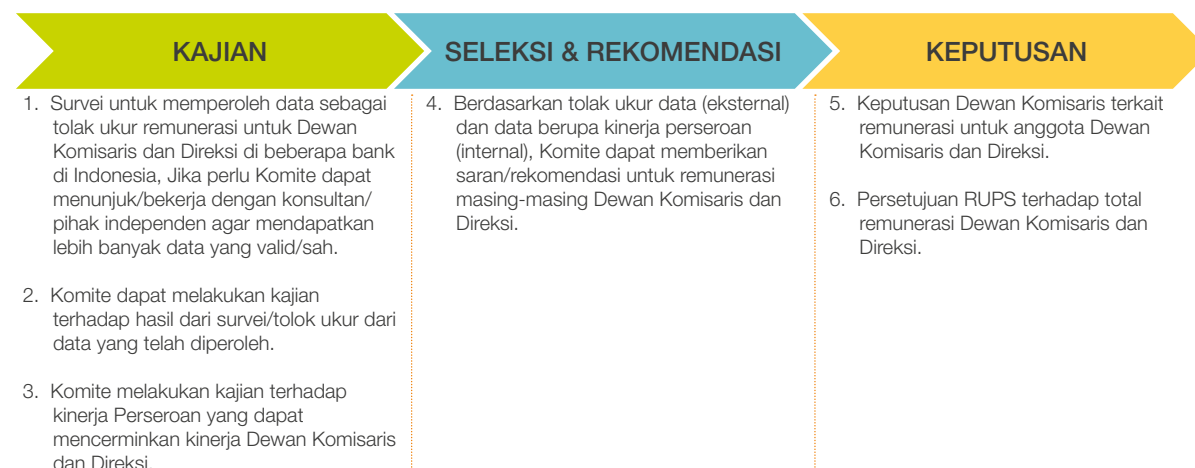 KAJIAN
1. Survei untuk memperoleh data sebagai
tolak ukur remunerasi untuk Dewan
Komisaris dan Direksi di beberapa bank
di Indonesia, Jika perlu Komite dapat
menunjuk/bekerja dengan konsultan/
pihak independen agar mendapatkan
lebih banyak data yang valid/sah.
2. Komite dapat melakukan kajian
terhadap hasil dari survei/tolok ukur dari
data yang telah diperoleh.
3. Komite melakukan kajian terhadap
kinerja Perseroan yang dapat
mencerminkan kinerja Dewan Komisaris
dan Direksi.
SELEKSI & REKOMENDASI
4. Berdasarkan tolak ukur data (eksternal)
dan data berupa kinerja perseroan
(internal), Komite dapat memberikan
saran/rekomendasi untuk remunerasi
masing-masing Dewan Komisaris dan
Direksi.
KEPUTUSAN
5. Keputusan Dewan Komisaris terkait
remunerasi untuk anggota Dewan
Komisaris dan Direksi.
6. Persetujuan RUPS terhadap total
remunerasi Dewan Komisaris dan
Direksi.